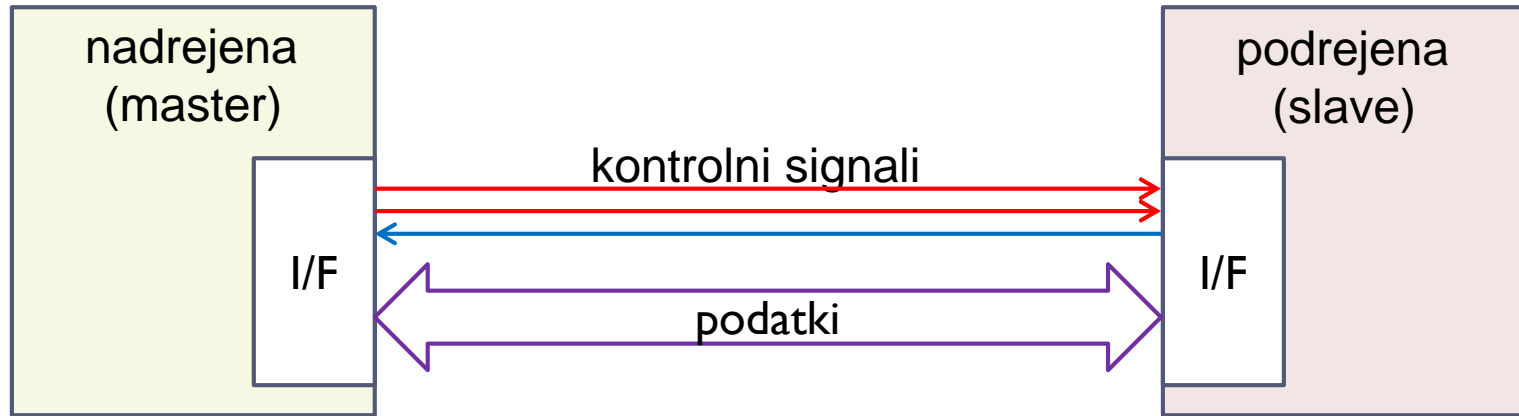 nadrejena
(master)
podrejena
(slave)
kontrolni signali
I/F
I/F
podatki